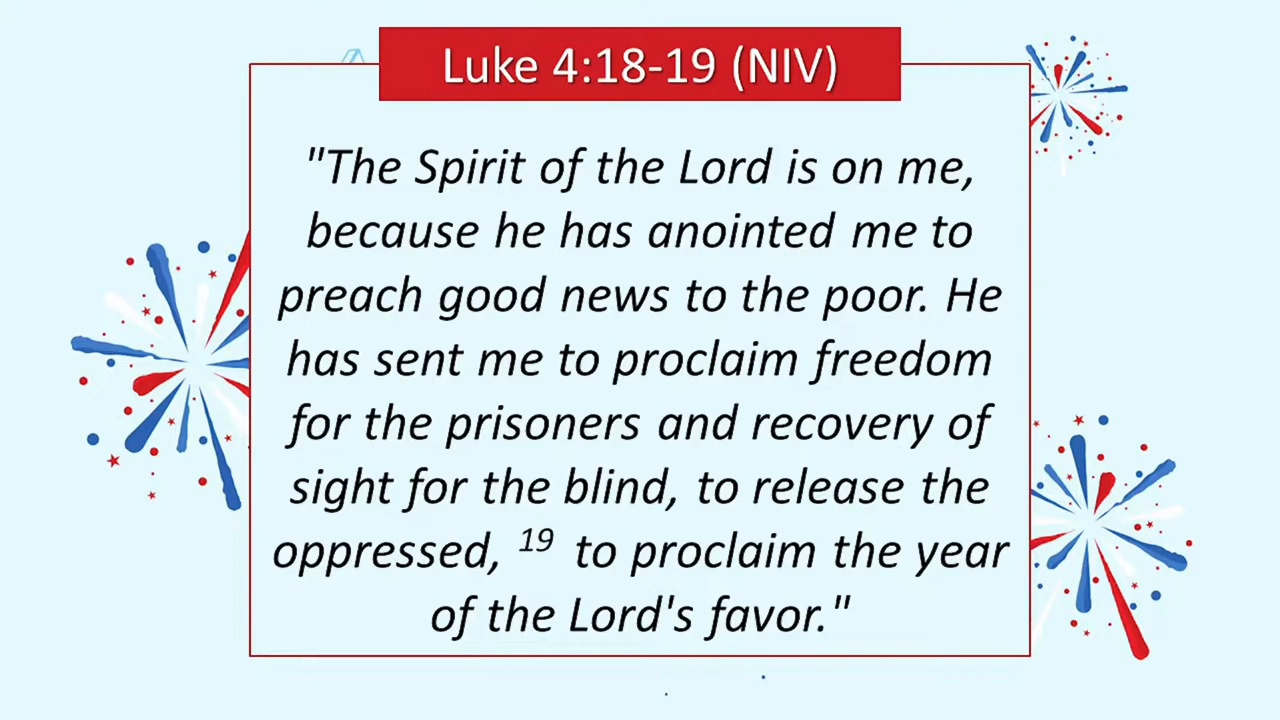 Luke 4:18-19 (NIV)
"The Spirit of the Lord is on me,
because he has anointed me to
preach good news to the poor. He
has sent me to proclaim freedom
for the prisoners and recovery of
sight for the blind, to release the
oppressed, 19 to proclaim the year
of the Lord's favor."